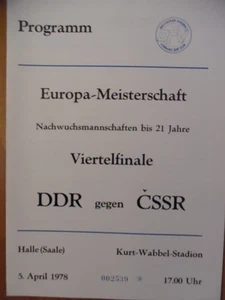 Programm
Europa-Meisterschaft
Nachwuchsmannschaften bis 21 Jahre
Viertelfinale
DDR gegen ČSSR
Halle (Saale) Kurt-Wabbel-Stadion
5. April 1978 002539 * 17.00 Uhr